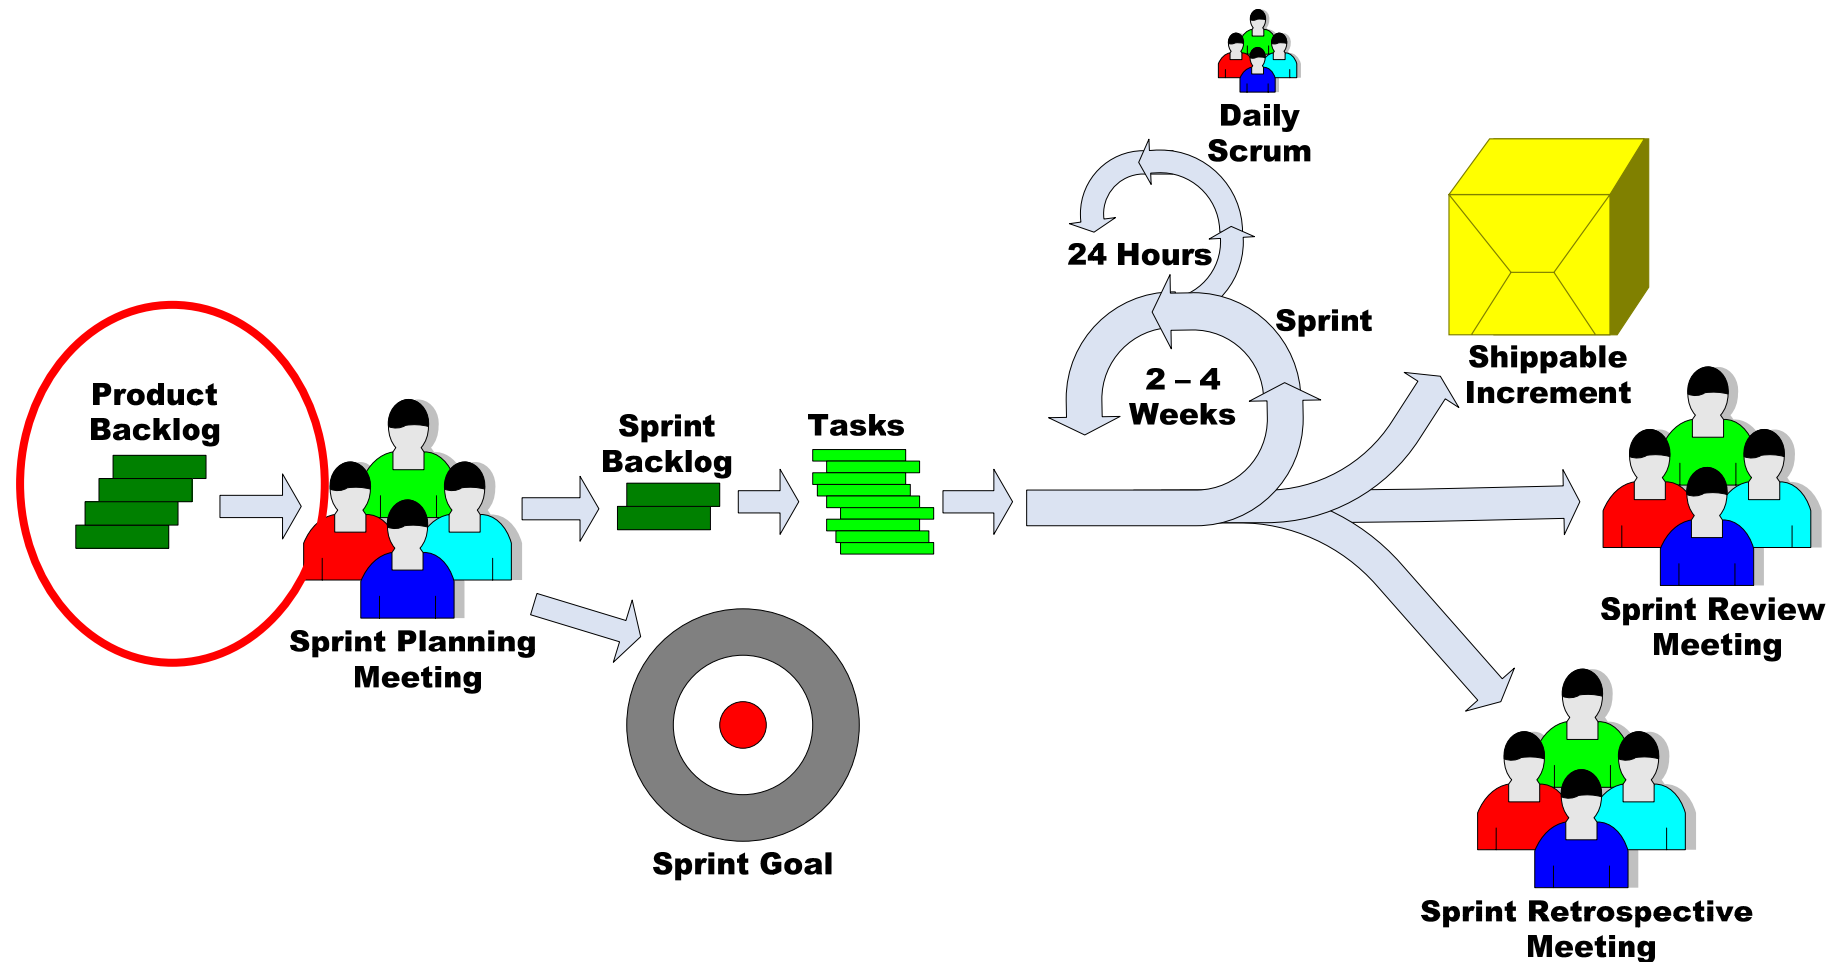 Product
Backlog
Sprint Planning
Meeting
Sprint
Backlog
Tasks
Sprint Goal
Daily
Scrum
24 Hours
Sprint
2 – 4
Weeks
Shippable
Increment
Sprint Review
Meeting
Sprint Retrospective
Meeting